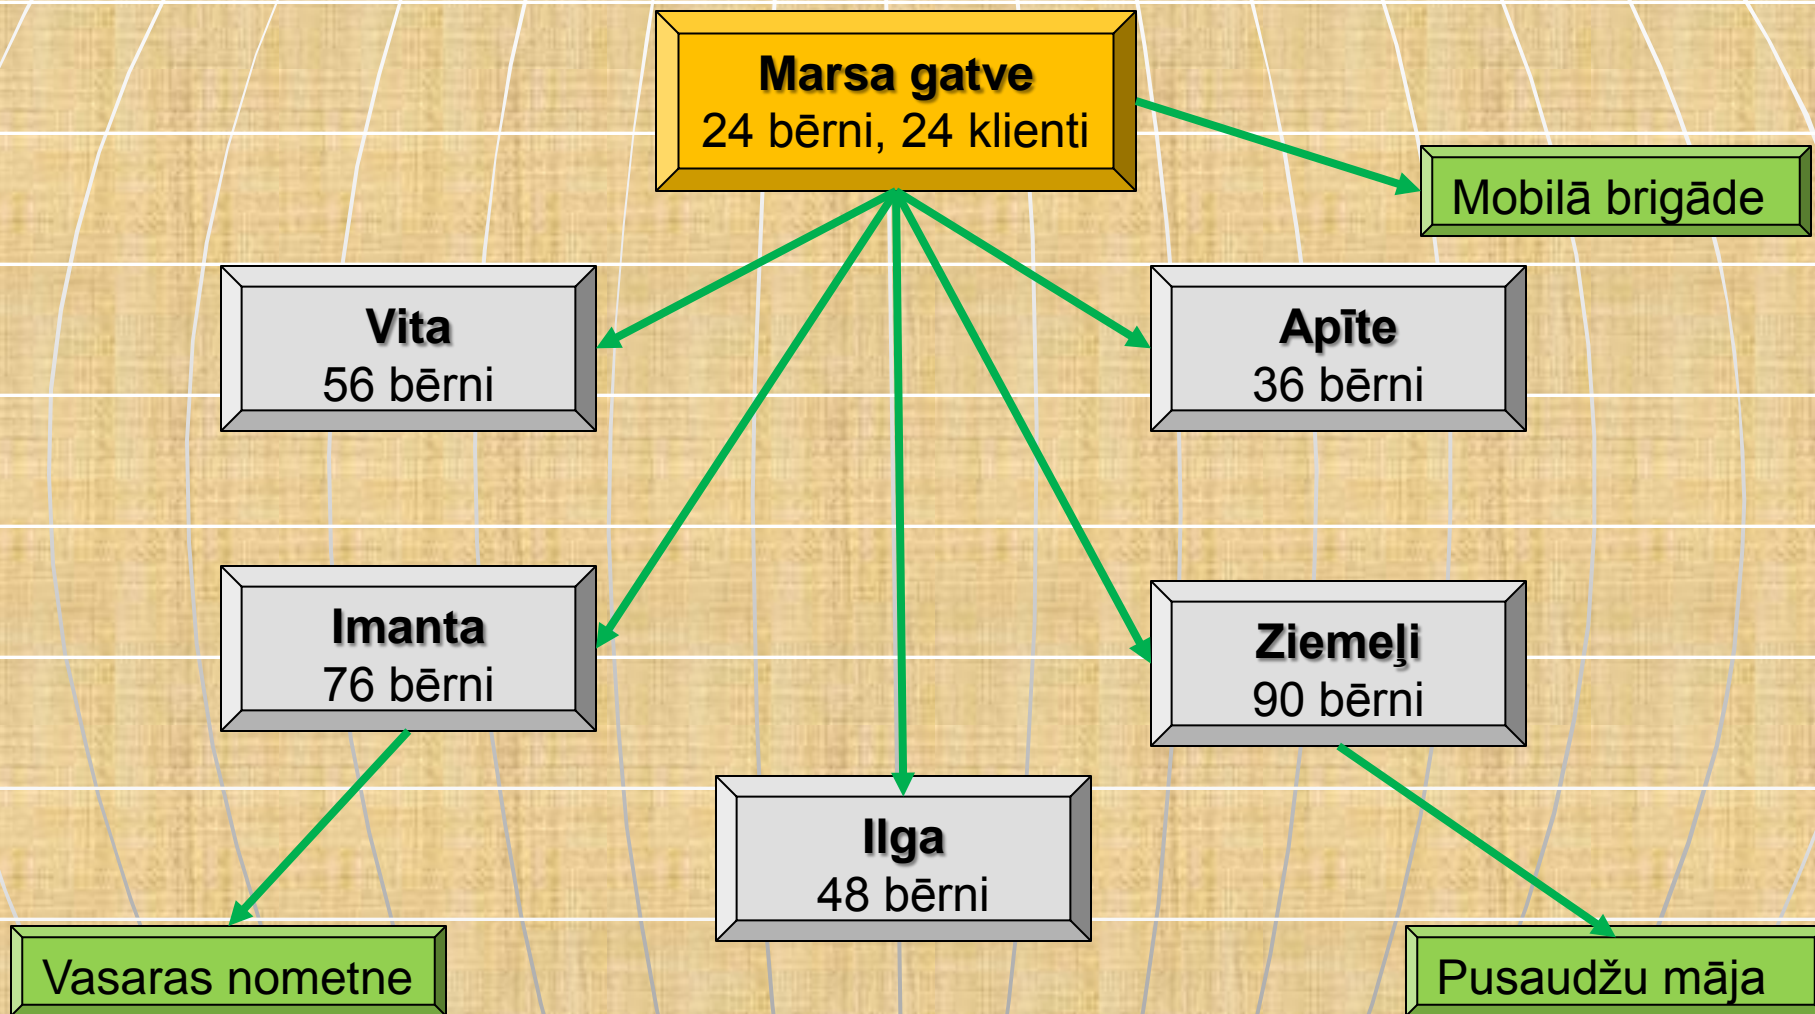 Marsa gatve
24 bērni, 24 klienti
Mobilā brigāde
Vita
56 bērni
Apīte
36 bērni
Imanta
76 bērni
Ziemeļi
90 bērni
Ilga
48 bērni
Vasaras nometne
Pusaudžu māja